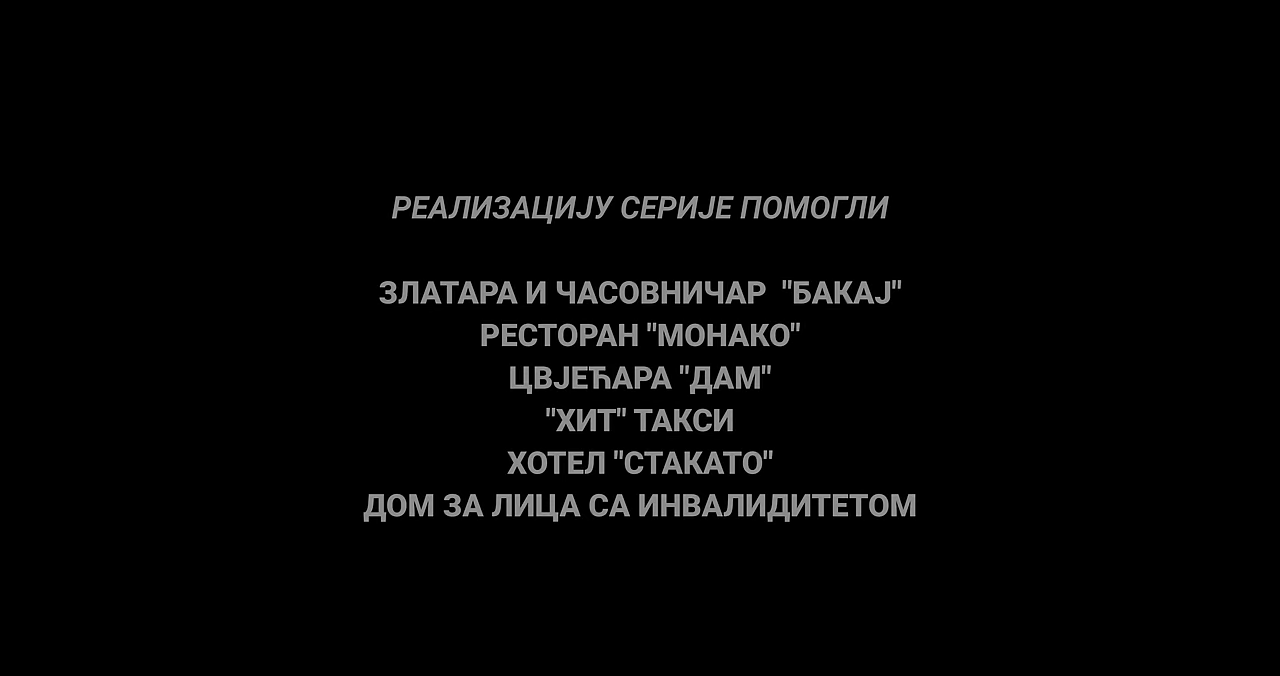 РЕАЛИЗАЦИЈУ СЕРИЈЕ ПОМОГЛИ
ЗЛАТАРА И ЧАСОВНИЧАР "БАКАЈ"
РЕСТОРАН "МОНАКО"
ЦВЈЕЋАРА "ДАМ"
"ХИТ" ТАКСИ
ХОТЕЛ "СТАКАТО"
ДОМ ЗА ЛИЦА СА ИНВАЛИДИТЕТОМ